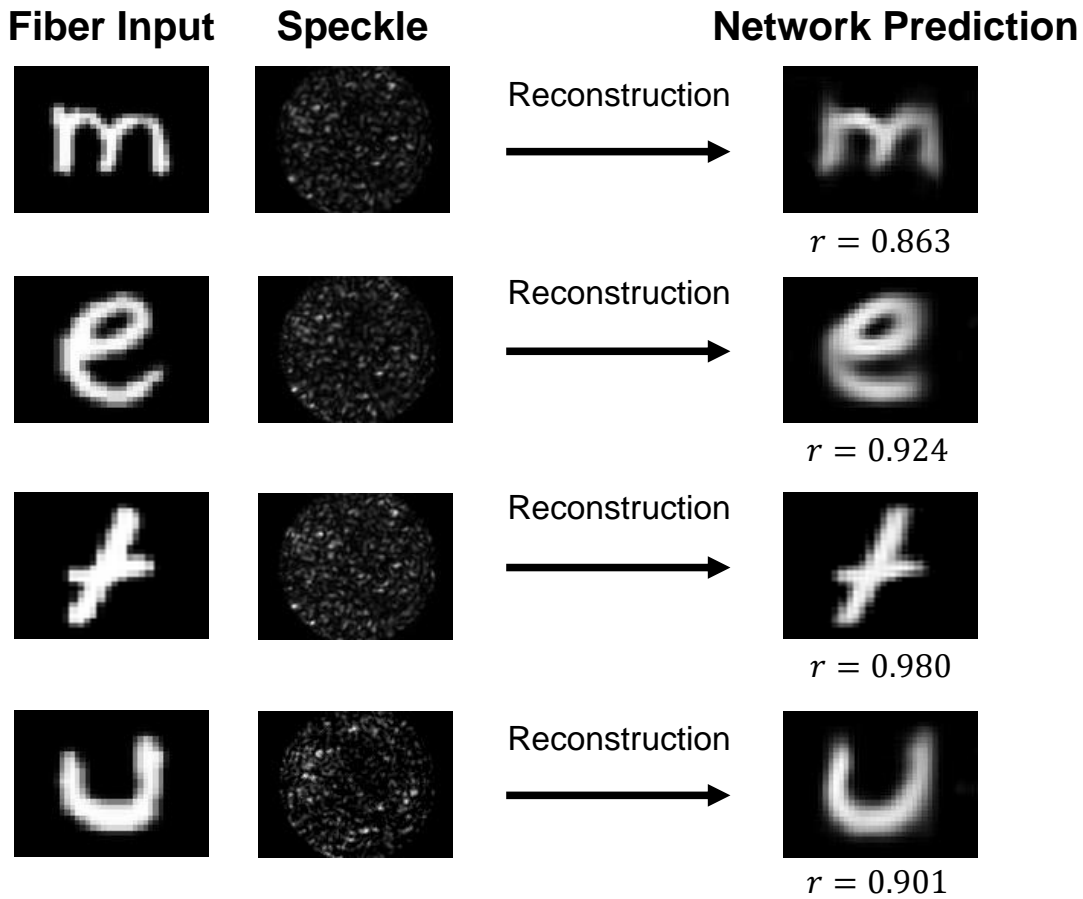 Fiber Input Speckle Network Prediction
m Reconstruction m
r = 0.863
e Reconstruction e
r = 0.924
t Reconstruction t
r = 0.980
u Reconstruction u
r = 0.901